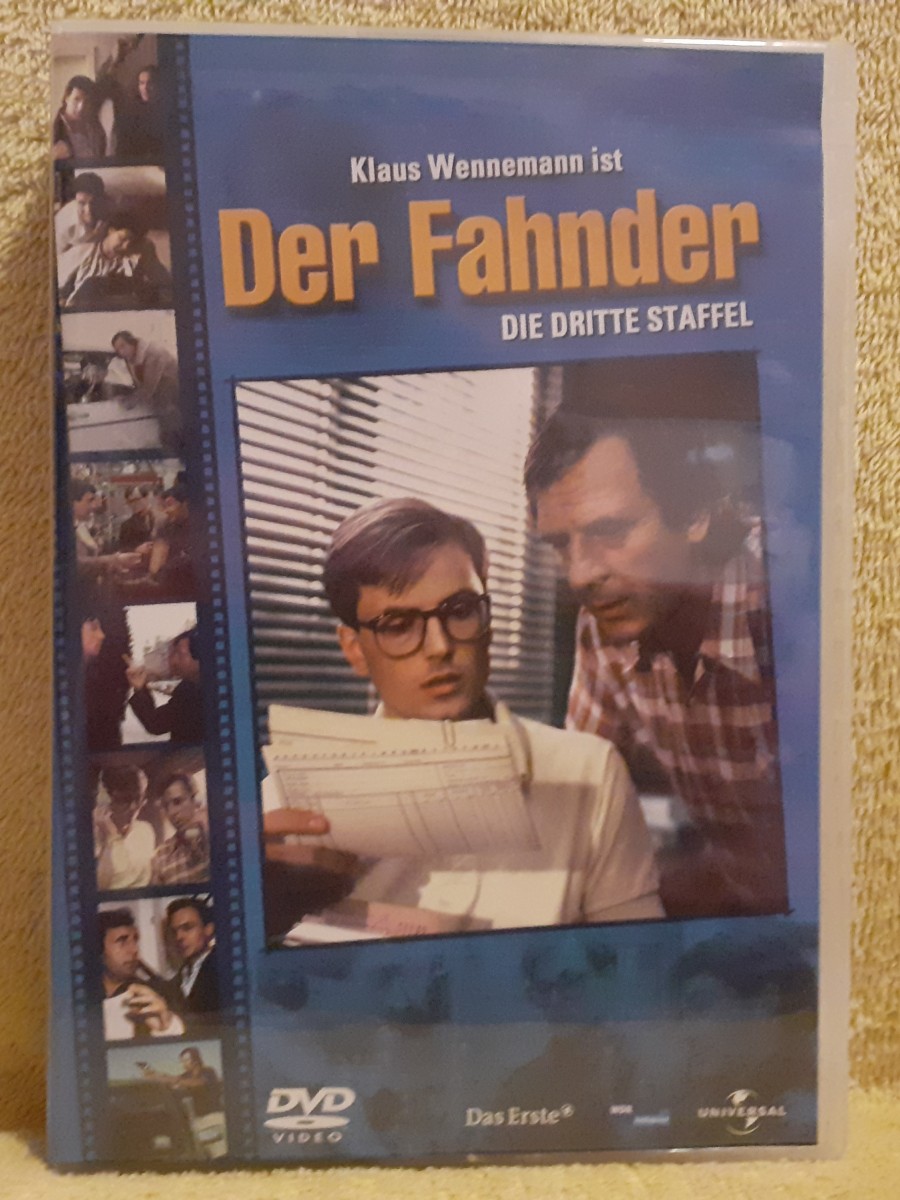 Klaus Wennemann ist
Der Fahnder
DIE DRITTE STAFFEL
DVD
VIDEO
Das Erste
UNIVERSAL